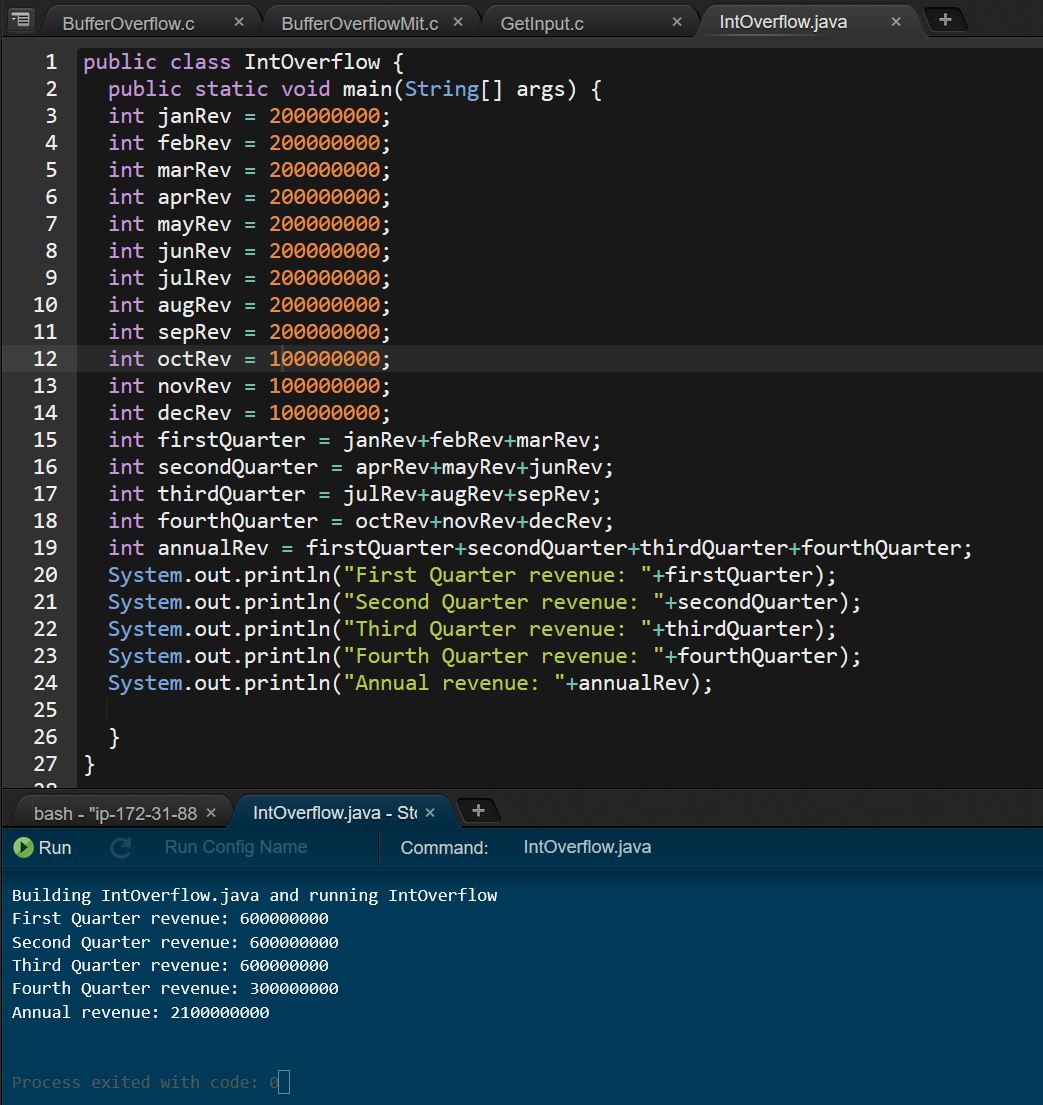 BufferOverflow.c × BufferOverflowMit.c × GetInput.c × IntOverflow.java × +
1 public class IntOverflow {
2 public static void main(String[] args) {
3 int janRev = 200000000;
4 int febRev = 200000000;
5 int marRev = 200000000;
6 int aprRev = 200000000;
7 int mayRev = 200000000;
8 int junRev = 200000000;
9 int julRev = 200000000;
10 int augRev = 200000000;
11 int sepRev = 200000000;
12 int octRev = 100000000;
13 int novRev = 100000000;
14 int decRev = 100000000;
15 int firstQuarter = janRev+febRev+marRev;
16 int secondQuarter = aprRev+mayRev+junRev;
17 int thirdQuarter = julRev+augRev+sepRev;
18 int fourthQuarter = octRev+novRev+decRev;
19 int annualRev = firstQuarter+secondQuarter+thirdQuarter+fourthQuarter;
20 System.out.println("First Quarter revenue: "+firstQuarter);
21 System.out.println("Second Quarter revenue: "+secondQuarter);
22 System.out.println("Third Quarter revenue: "+thirdQuarter);
23 System.out.println("Fourth Quarter revenue: "+fourthQuarter);
24 System.out.println("Annual revenue: "+annualRev);
25
26 }
27 }
bash - "ip-172-31-88 × IntOverflow.java - Sto × +
Run Run Config Name Command: IntOverflow.java
Building IntOverflow.java and running IntOverflow
First Quarter revenue: 600000000
Second Quarter revenue: 600000000
Third Quarter revenue: 600000000
Fourth Quarter revenue: 300000000
Annual revenue: 2100000000
Process exited with code: 0